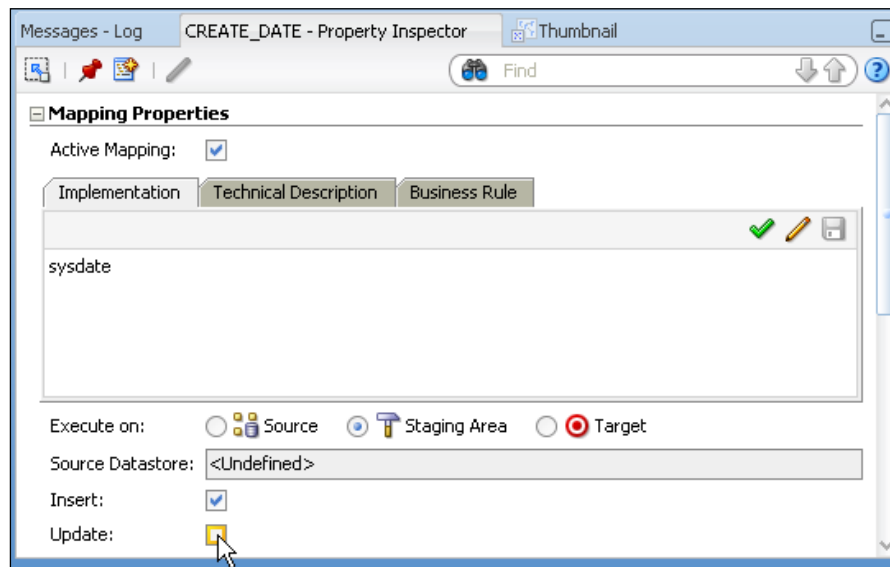 Messages - Log CREATE_DATE - Property Inspector Thumbnail
Find
Mapping Properties
Active Mapping:
Implementation Technical Description Business Rule
sysdate
Execute on: Source Staging Area Target
Source Datastore: <Undefined>
Insert:
Update: